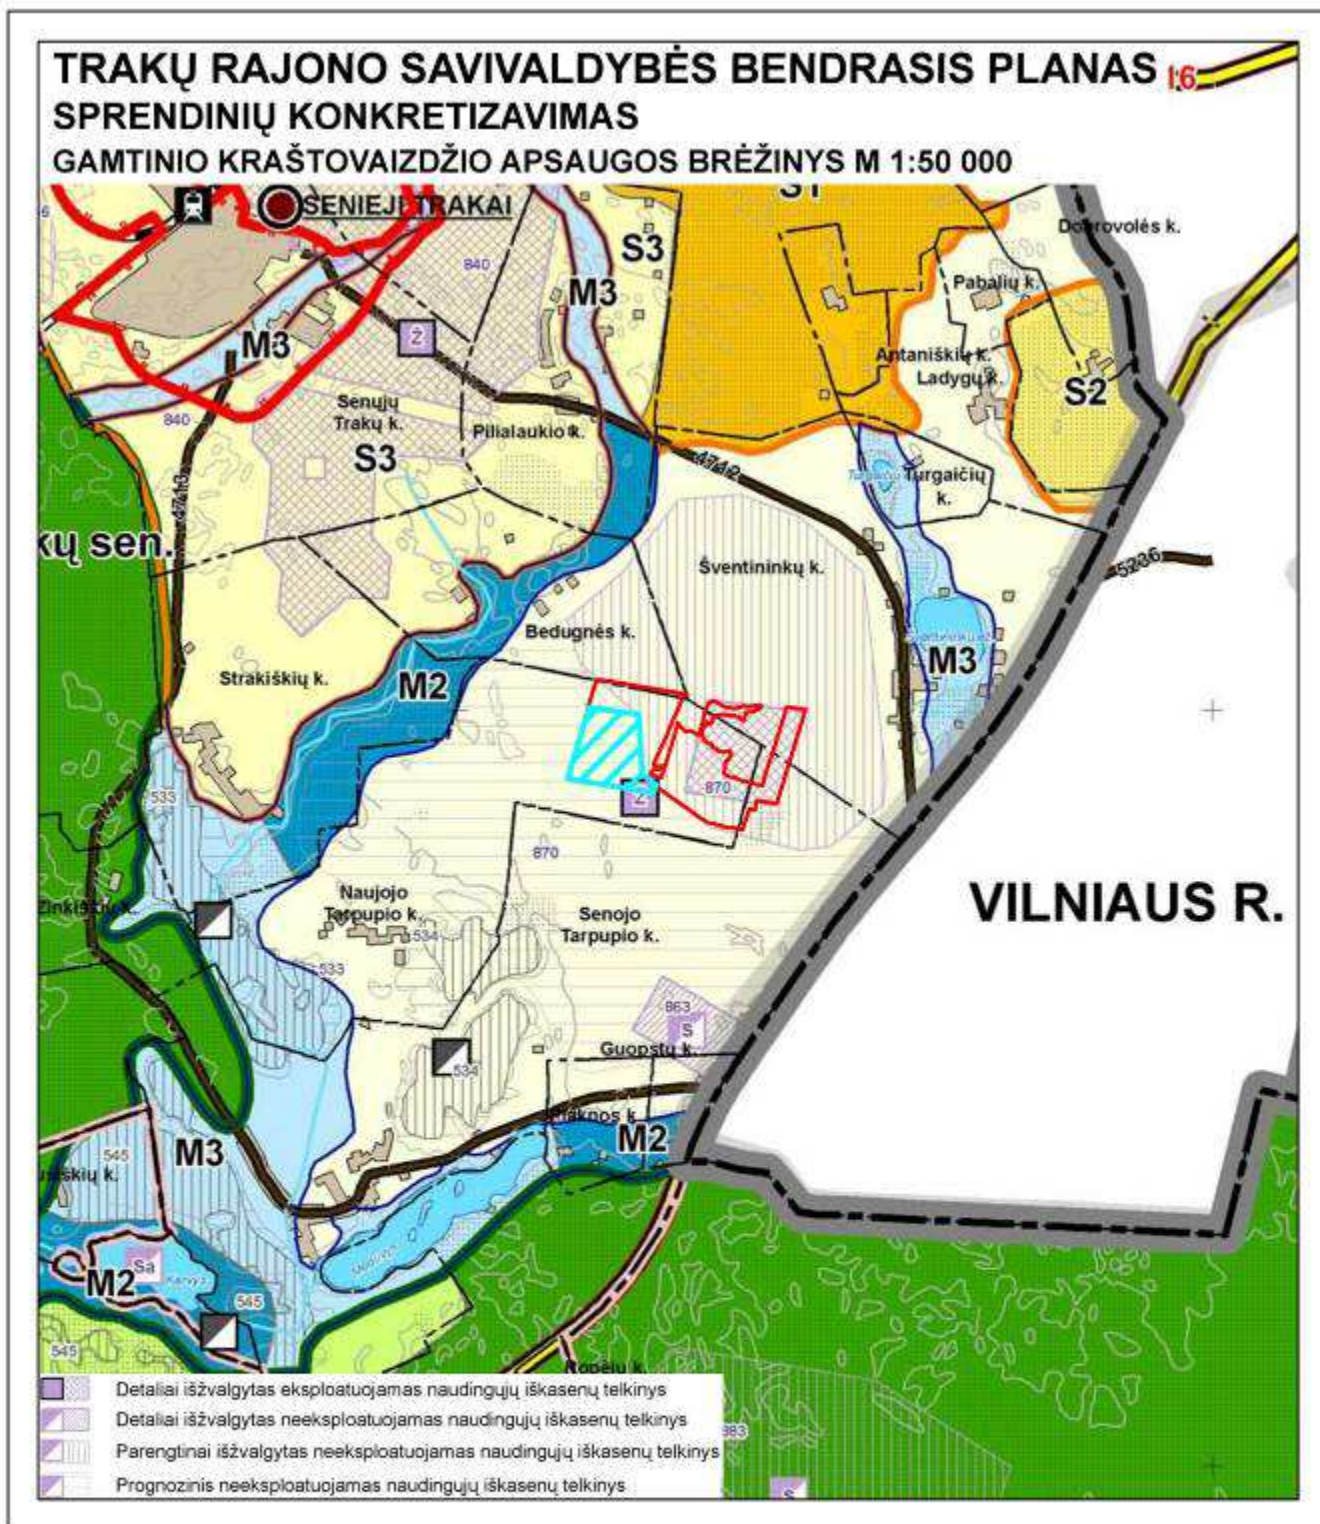 TRAKŲ RAJONO SAVIVALDYBĖS BENDRASIS PLANAS
SPRENDINIŲ KONKRETIZAVIMAS
GAMTINIO KRAŠTOVAIZDŽIO APSAUGOS BRĖŽINYS M 1:50 000
SENIEJI TRAKAI
S1
Dobrovolės k.
S3
840
M3
Pabalių k.
Ž
M3
Antaniškių k.
Ladygų k.
S2
840
Senųjų
Trakų k.
Pilialaukio k.
S3
4712
Turgaičių
k.
4713
kų sen.
Šventininkų k.
5236
Bedugnės k.
M3
Strakiškių k.
M2
533
870
Ž
870
Naujojo
Tarpupio k.
534
Senojo
Tarpupio k.
VILNIAUS R.
533
863
S
Guopstų k.
534
M2
M3
545
Sa
M2
545
545
Detaliai išžvalgytas eksploatuojamas naudingųjų iškasenų telkinys
Detaliai išžvalgytas neeksploatuojamas naudingųjų iškasenų telkinys
Parengtinai išžvalgytas neeksploatuojamas naudingųjų iškasenų telkinys
Prognozinis neeksploatuojamas naudingųjų iškasenų telkinys
S